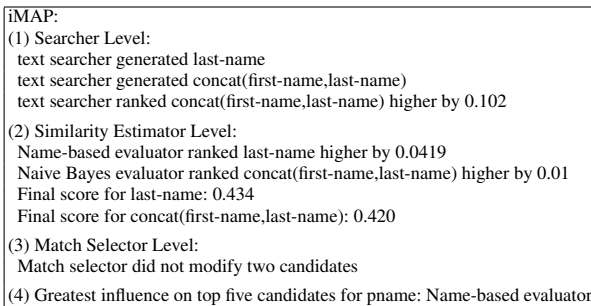 iMAP:
(1) Searcher Level:
text searcher generated last-name
text searcher generated concat(first-name,last-name)
text searcher ranked concat(first-name,last-name) higher by 0.102
(2) Similarity Estimator Level:
Name-based evaluator ranked last-name higher by 0.0419
Naive Bayes evaluator ranked concat(first-name,last-name) higher by 0.01
Final score for last-name: 0.434
Final score for concat(first-name,last-name): 0.420
(3) Match Selector Level:
Match selector did not modify two candidates
(4) Greatest influence on top five candidates for pname: Name-based evaluator